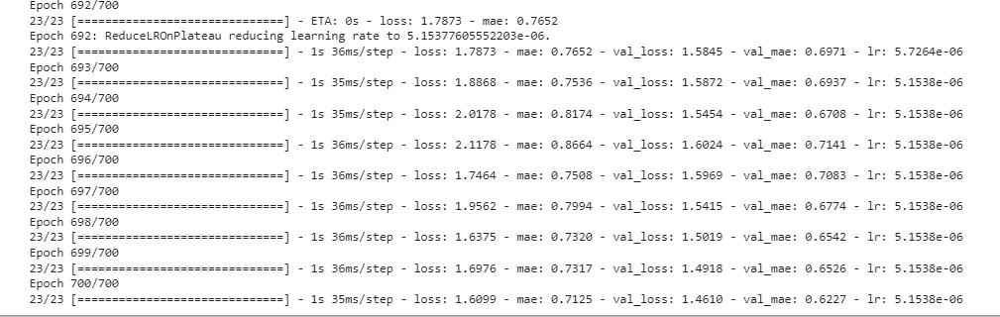 Epoch 692/700
23/23 [==============================] - ETA: 0s - loss: 1.7873 - mae: 0.7652
Epoch 692: ReduceLROnPlateau reducing learning rate to 5.15377605552203e-06.
23/23 [==============================] - 1s 36ms/step - loss: 1.7873 - mae: 0.7652 - val_loss: 1.5845 - val_mae: 0.6971 - lr: 5.7264e-06
Epoch 693/700
23/23 [==============================] - 1s 35ms/step - loss: 1.8868 - mae: 0.7536 - val_loss: 1.5872 - val_mae: 0.6937 - lr: 5.1538e-06
Epoch 694/700
23/23 [==============================] - 1s 35ms/step - loss: 2.0178 - mae: 0.8174 - val_loss: 1.5454 - val_mae: 0.6708 - lr: 5.1538e-06
Epoch 695/700
23/23 [==============================] - 1s 36ms/step - loss: 2.1178 - mae: 0.8664 - val_loss: 1.6024 - val_mae: 0.7141 - lr: 5.1538e-06
Epoch 696/700
23/23 [==============================] - 1s 36ms/step - loss: 1.7464 - mae: 0.7508 - val_loss: 1.5969 - val_mae: 0.7083 - lr: 5.1538e-06
Epoch 697/700
23/23 [==============================] - 1s 36ms/step - loss: 1.9562 - mae: 0.7994 - val_loss: 1.5415 - val_mae: 0.6774 - lr: 5.1538e-06
Epoch 698/700
23/23 [==============================] - 1s 36ms/step - loss: 1.6375 - mae: 0.7320 - val_loss: 1.5019 - val_mae: 0.6542 - lr: 5.1538e-06
Epoch 699/700
23/23 [==============================] - 1s 36ms/step - loss: 1.6976 - mae: 0.7317 - val_loss: 1.4918 - val_mae: 0.6526 - lr: 5.1538e-06
Epoch 700/700
23/23 [==============================] - 1s 35ms/step - loss: 1.6099 - mae: 0.7125 - val_loss: 1.4610 - val_mae: 0.6227 - lr: 5.1538e-06